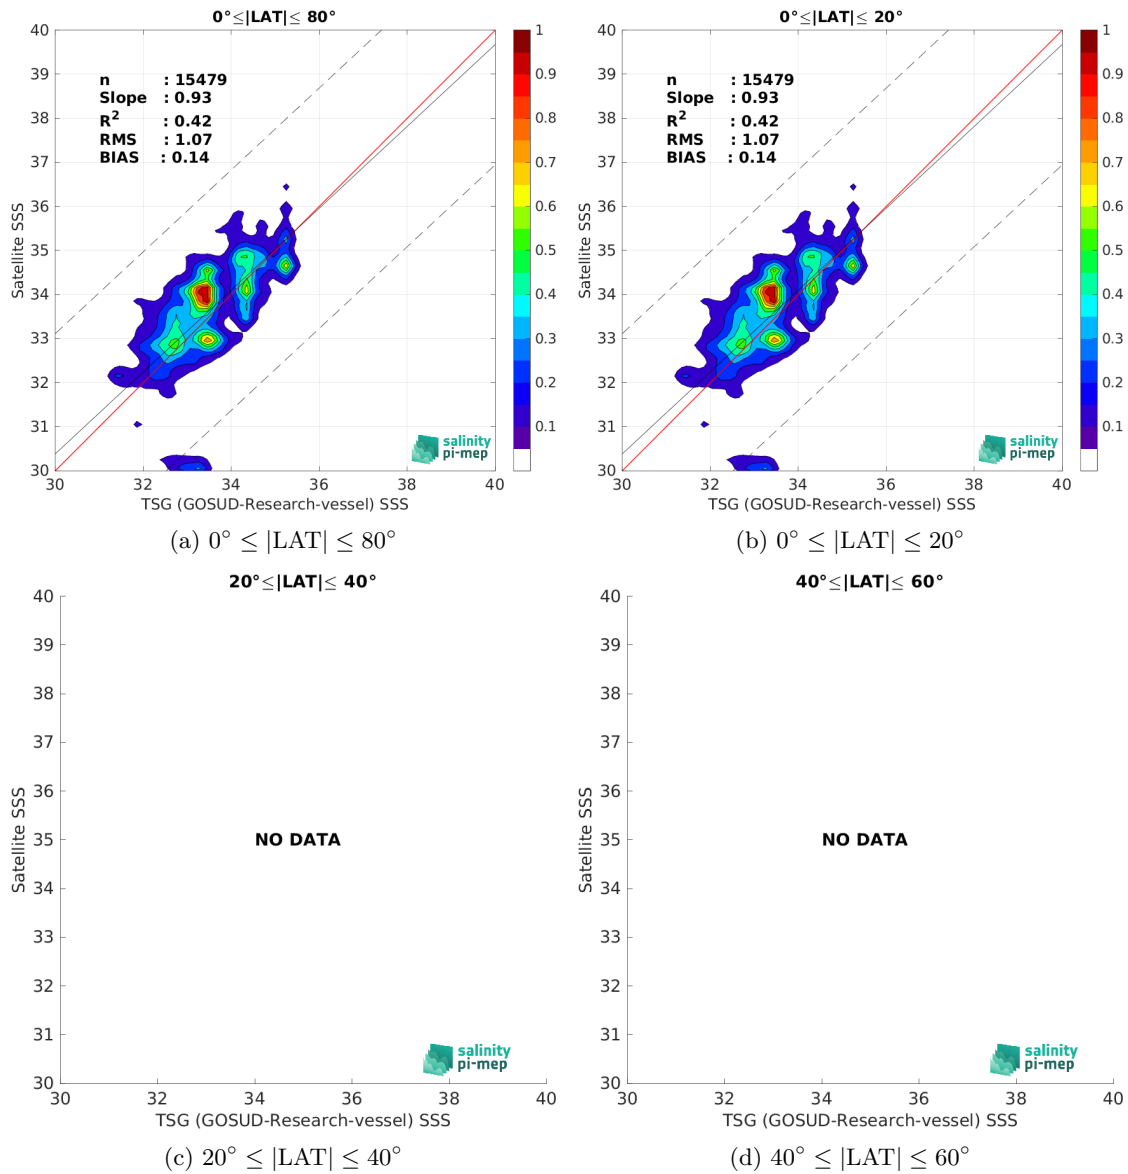 0°≤|LAT|≤ 80°
40
39
38
37
36
35
34
33
32
31
30
Satellite SSS
n : 15479
Slope : 0.93
R² : 0.42
RMS : 1.07
BIAS : 0.14
salinity
pi-mep
30 32 34 36 38 40
TSG (GOSUD-Research-vessel) SSS
1
0.9
0.8
0.7
0.6
0.5
0.4
0.3
0.2
0.1
(a) 0° ≤ |LAT| ≤ 80°
0°≤|LAT|≤ 20°
40
39
38
37
36
35
34
33
32
31
30
Satellite SSS
n : 15479
Slope : 0.93
R² : 0.42
RMS : 1.07
BIAS : 0.14
salinity
pi-mep
30 32 34 36 38 40
TSG (GOSUD-Research-vessel) SSS
1
0.9
0.8
0.7
0.6
0.5
0.4
0.3
0.2
0.1
(b) 0° ≤ |LAT| ≤ 20°
20°≤|LAT|≤ 40°
40
39
38
37
36
35
34
33
32
31
30
Satellite SSS
NO DATA
salinity
pi-mep
30 32 34 36 38 40
TSG (GOSUD-Research-vessel) SSS
(c) 20° ≤ |LAT| ≤ 40°
40°≤|LAT|≤ 60°
40
39
38
37
36
35
34
33
32
31
30
Satellite SSS
NO DATA
salinity
pi-mep
30 32 34 36 38 40
TSG (GOSUD-Research-vessel) SSS
(d) 40° ≤ |LAT| ≤ 60°